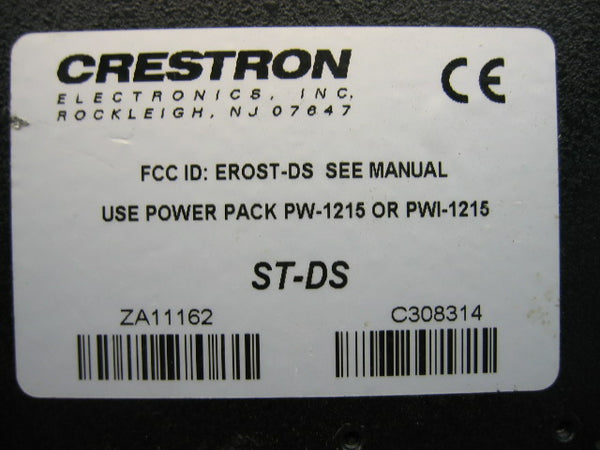 CRESTRON
ELECTRONICS, INC.
ROCKLEIGH, NJ 07647
CE
FCC ID: EROST-DS SEE MANUAL
USE POWER PACK PW-1215 OR PWI-1215
ST-DS
ZA11162 C308314